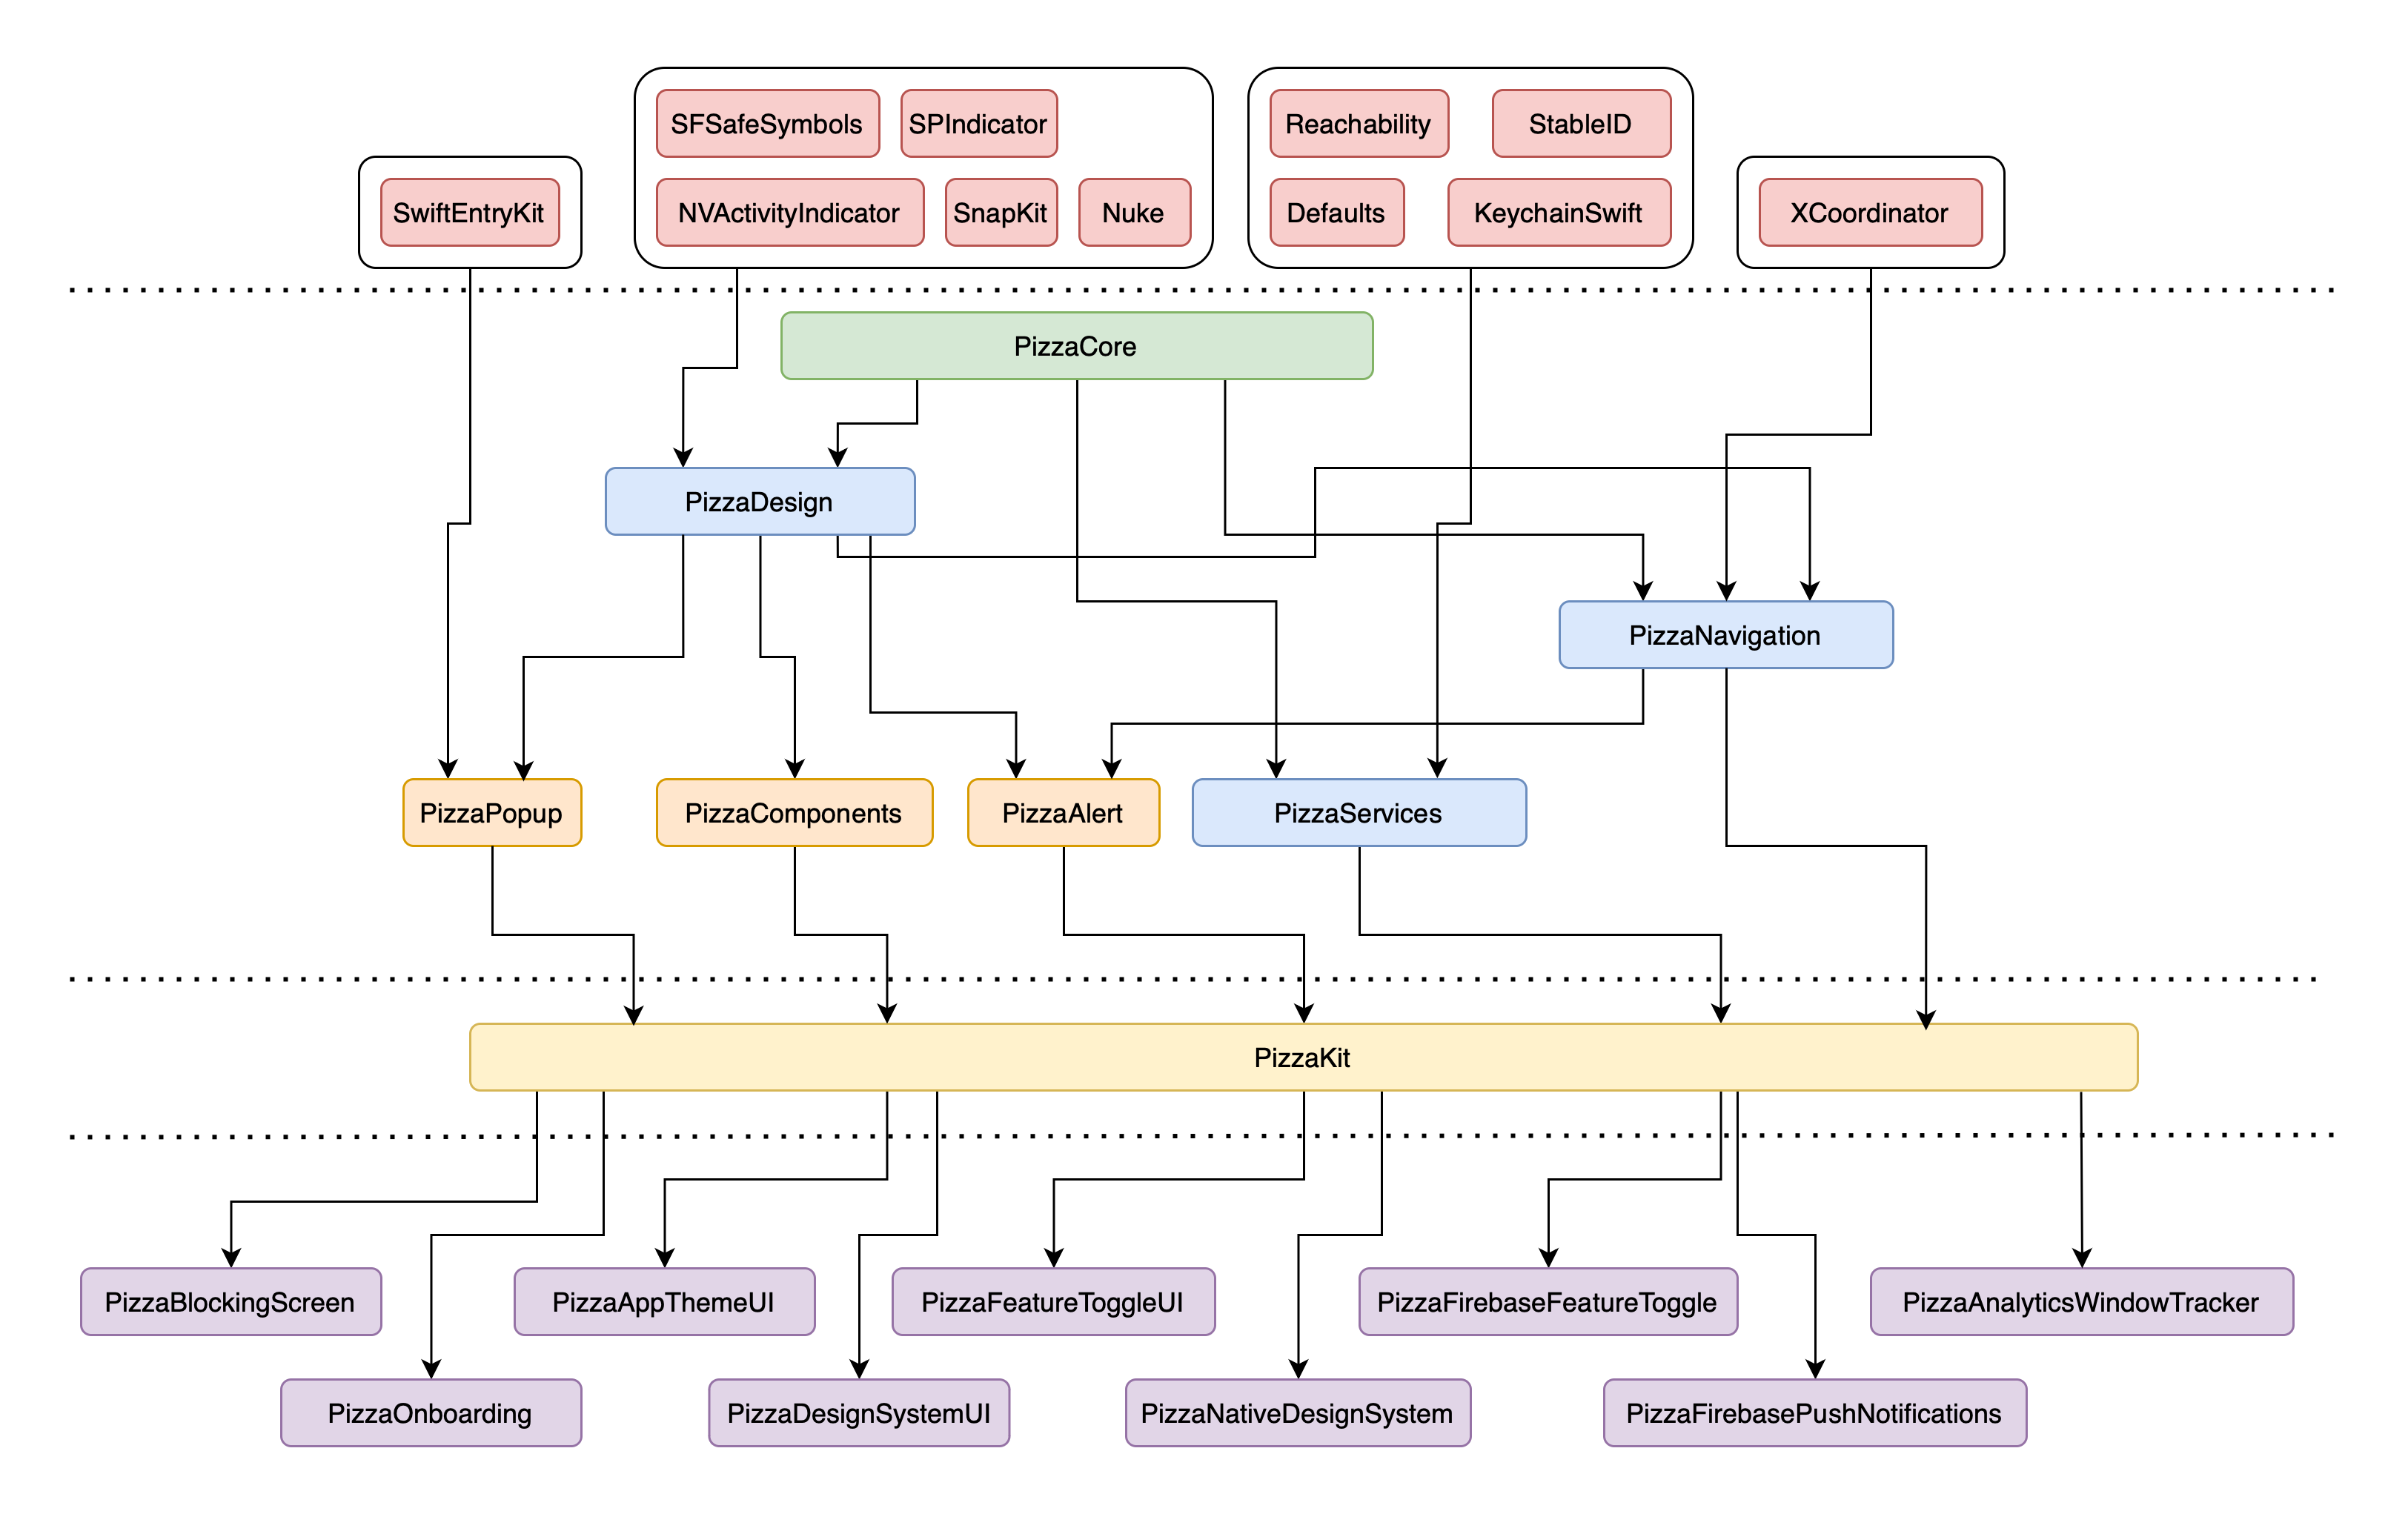 SFSafeSymbols
SPIndicator
Reachability
StableID
SwiftEntryKit
NVActivityIndicator
SnapKit
Nuke
Defaults
KeychainSwift
XCoordinator
PizzaCore
PizzaDesign
PizzaNavigation
PizzaPopup
PizzaComponents
PizzaAlert
PizzaServices
PizzaKit
PizzaBlockingScreen
PizzaAppThemeUI
PizzaFeatureToggleUI
PizzaFirebaseFeatureToggle
PizzaAnalyticsWindowTracker
PizzaOnboarding
PizzaDesignSystemUI
PizzaNativeDesignSystem
PizzaFirebasePushNotifications